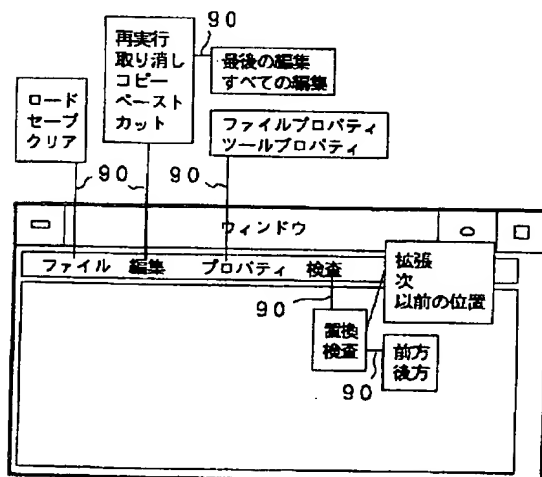 再実行
取り消し
コピー
ペースト
カット
90
最後の編集
すべての編集
ロード
セーブ
クリア
ファイルプロパティ
ツールプロパティ
90
90
ウィンドウ
ファイル 編集 プロパティ 検査
拡張
次
以前の位置
90
置換
検査
前方
後方
90